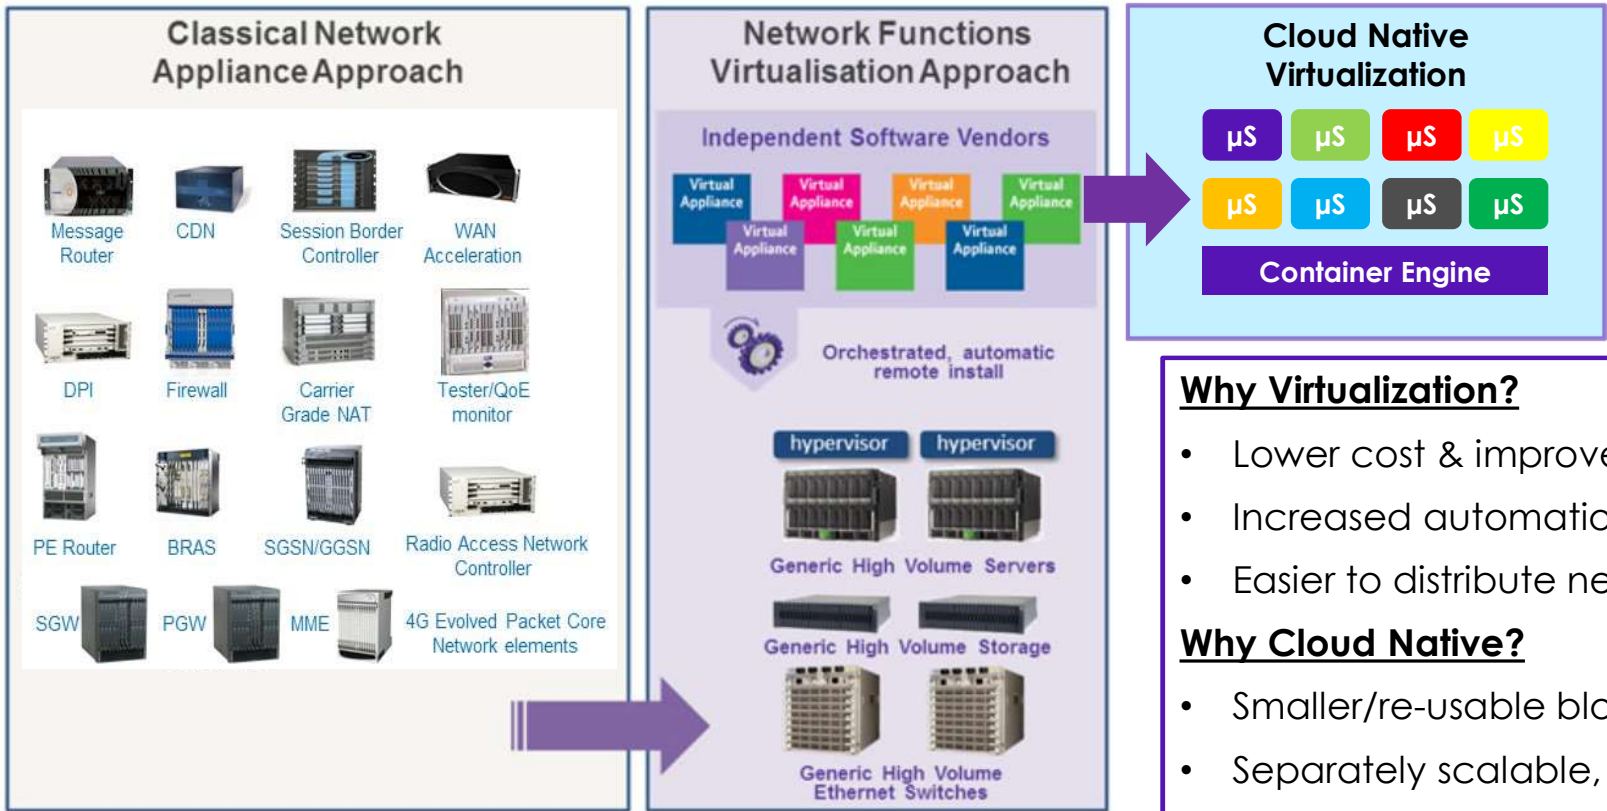 Classical Network
Appliance Approach
Message
Router
CDN
Session Border
Controller
WAN
Acceleration
DPI
Firewall
Carrier
Grade NAT
Tester/QoE
monitor
PE Router
BRAS
SGSN/GGSN
Radio Access Network
Controller
SGW
PGW
MME
4G Evolved Packet Core
Network elements
Network Functions
Virtualisation Approach
Independent Software Vendors
Virtual
Appliance
Virtual
Appliance
Virtual
Appliance
Virtual
Appliance
Virtual
Appliance
Virtual
Appliance
Virtual
Appliance
Orchestrated, automatic
remote install
hypervisor
hypervisor
Generic High Volume Servers
Generic High Volume Storage
Generic High Volume
Ethernet Switches
Cloud Native
Virtualization
µS µS µS µS
µS µS µS µS
Container Engine
Why Virtualization?
• Lower cost & improve
• Increased automatic
• Easier to distribute ne
Why Cloud Native?
• Smaller/re-usable blo
• Separately scalable,